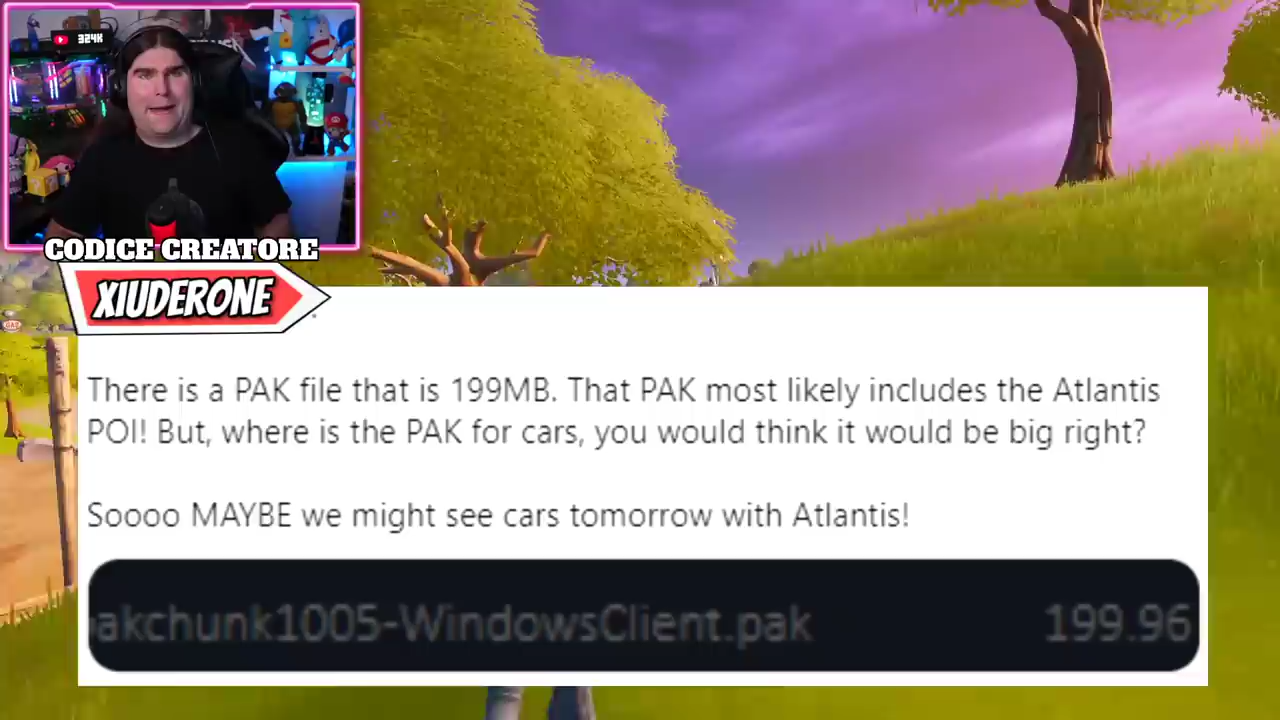 324K
CODICE CREATORE
XIUDERONE
GAS
There is a PAK file that is 199MB. That PAK most likely includes the Atlantis
POI! But, where is the PAK for cars, you would think it would be big right?
Soooo MAYBE we might see cars tomorrow with Atlantis!
akchunk1005-WindowsClient.pak 199.96